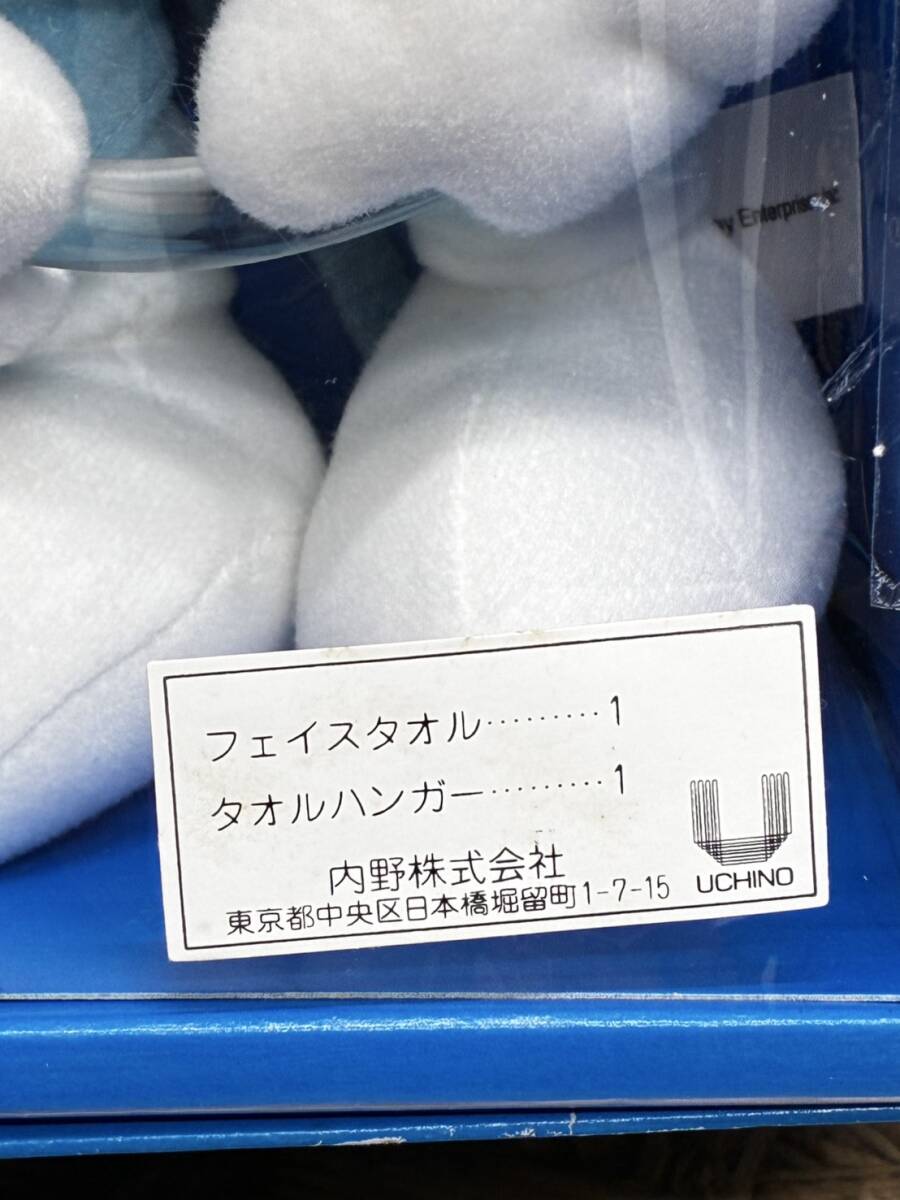 Enterprises
フェイスタオル………1
タオルハンガー………1
内野株式会社
東京都中央区日本橋堀留町1-7-15
UCHINO